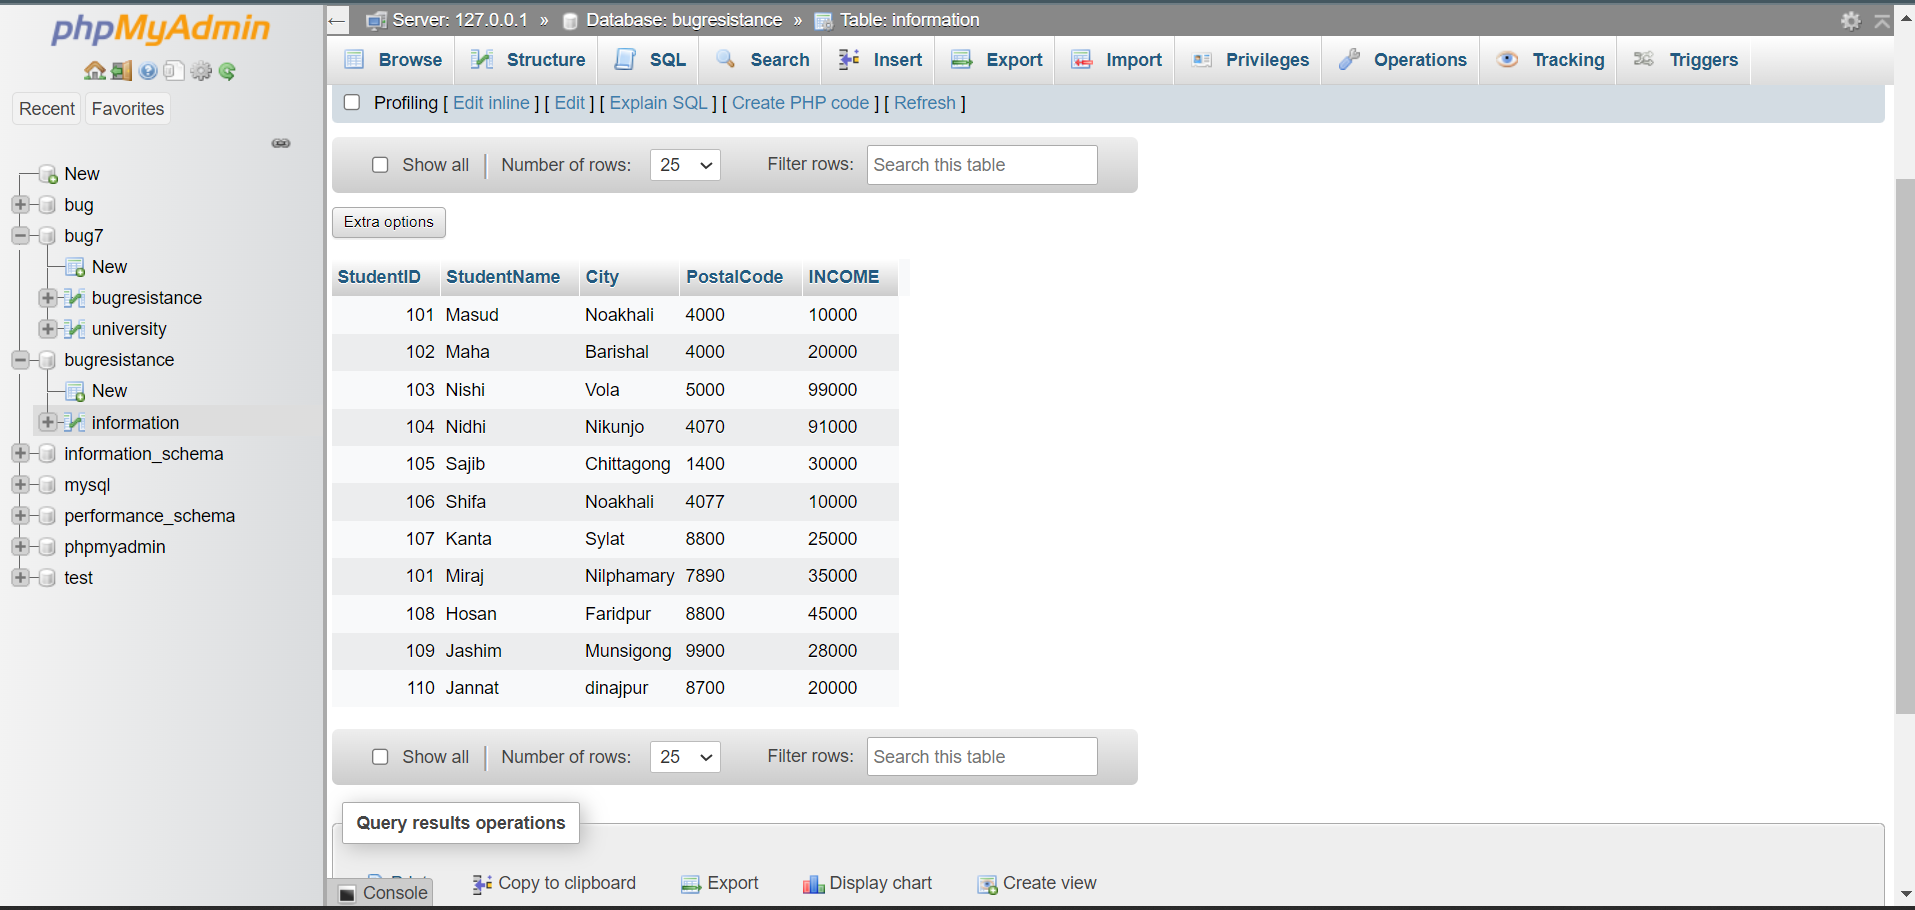 phpMyAdmin
Recent Favorites
New
bug
bug7
New
bugresistance
university
bugresistance
New
information
information_schema
mysql
performance_schema
phpmyadmin
test
Server: 127.0.0.1 » Database: bugresistance » Table: information
Browse Structure SQL Search Insert Export Import Privileges Operations Tracking Triggers
Profiling [ Edit inline ] [ Edit ] [ Explain SQL ] [ Create PHP code ] [ Refresh ]
Show all Number of rows: 25 Filter rows: Search this table
Extra options
StudentID StudentName City PostalCode INCOME
101 Masud Noakhali 4000 10000
102 Maha Barishal 4000 20000
103 Nishi Vola 5000 99000
104 Nidhi Nikunjo 4070 91000
105 Sajib Chittagong 1400 30000
106 Shifa Noakhali 4077 10000
107 Kanta Sylat 8800 25000
101 Miraj Nilphamary 7890 35000
108 Hosan Faridpur 8800 45000
109 Jashim Munsigong 9900 28000
110 Jannat dinajpur 8700 20000
Show all Number of rows: 25 Filter rows: Search this table
Query results operations
Copy to clipboard Export Display chart Create view
Console